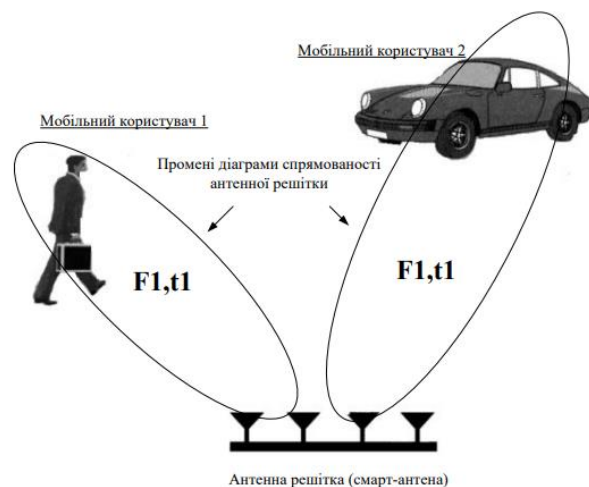 Мобільний користувач 2
Мобільний користувач 1
Промені діаграми спрямованості
антенної решітки
F1,t1
F1,t1
Антенна решітка (смарт-антена)